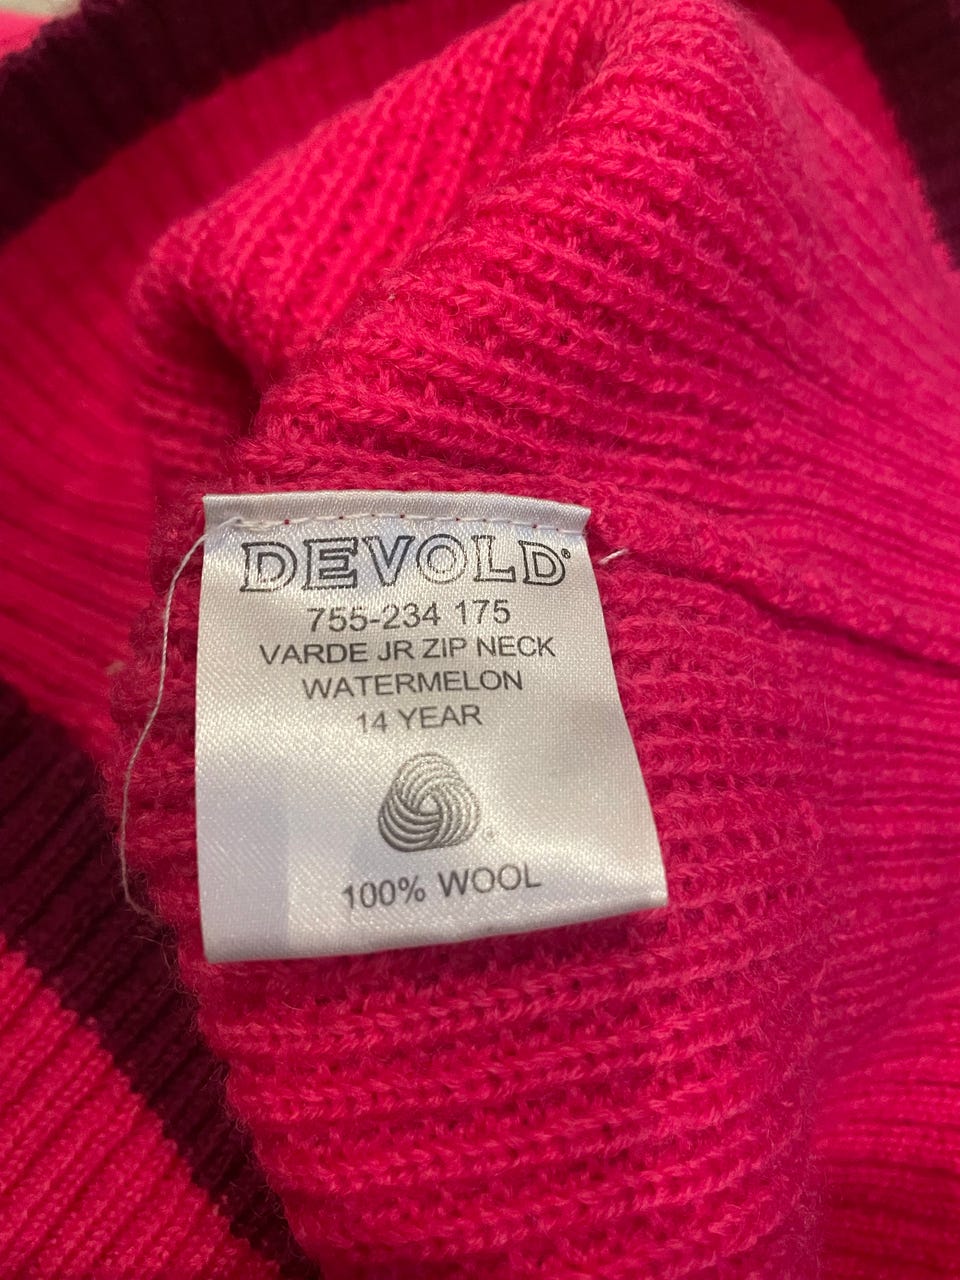 DEVOLD®
755-234 175
VARDE JR ZIP NECK
WATERMELON
14 YEAR
100% WOOL